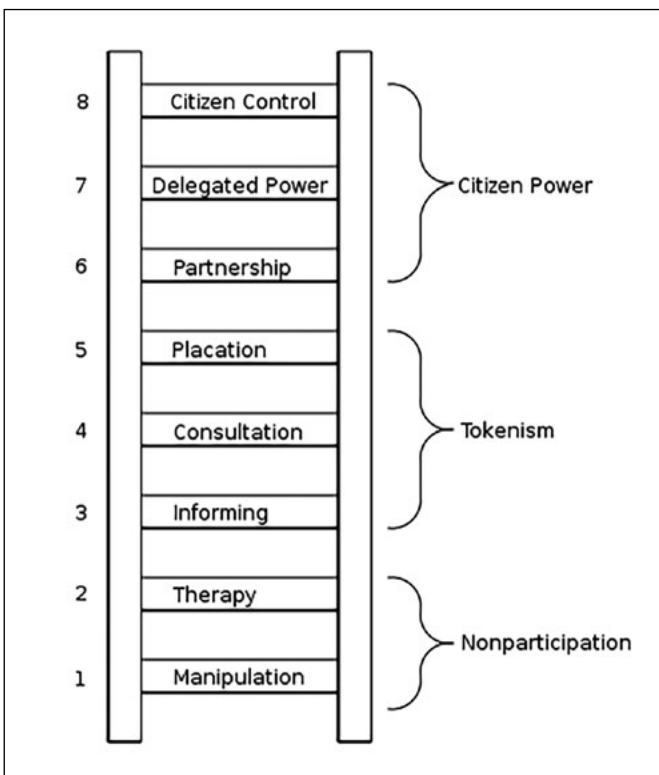 8 Citizen Control
7 Delegated Power
Citizen Power
6 Partnership
5 Placation
4 Consultation
Tokenism
3 Informing
2 Therapy
Nonparticipation
1 Manipulation